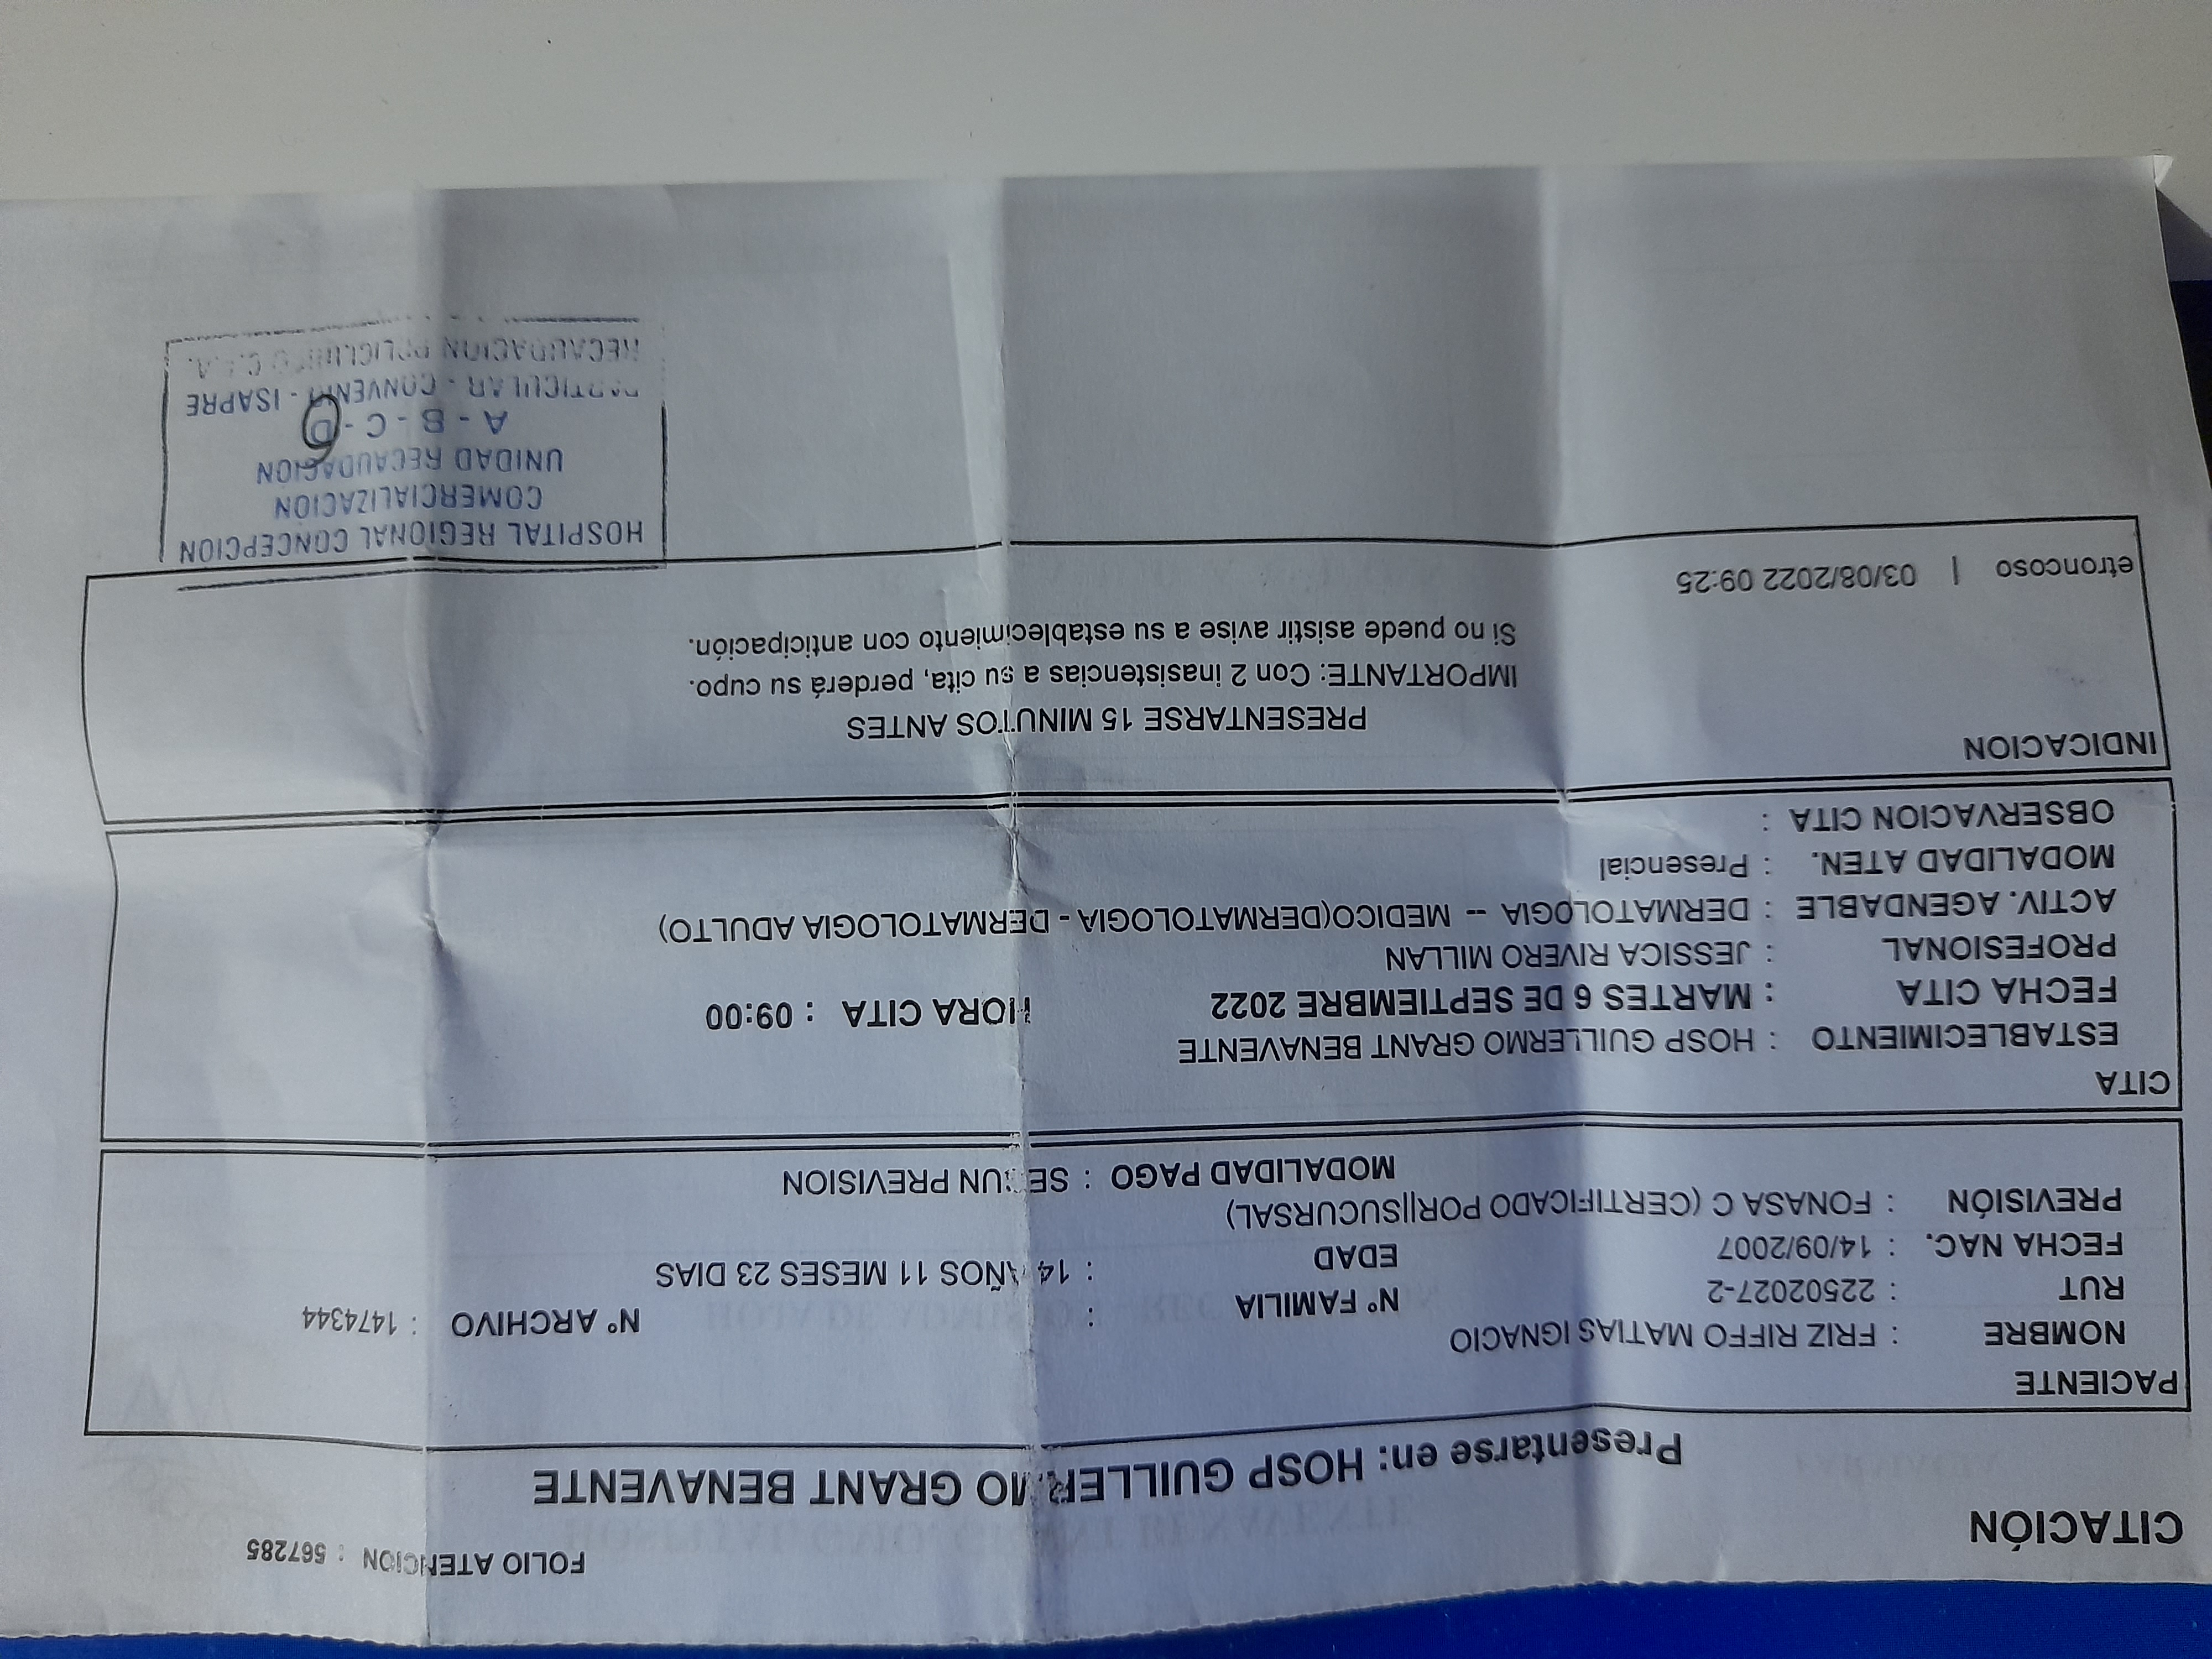 FOLIO ATENCION : 567285
CITACIÓN
Presentarse en: HOSP GUILLERMO GRANT BENAVENTE
PACIENTE
NOMBRE : FRIZ RIFFO MATIAS IGNACIO
RUT : 22502027-2 N° FAMILIA : N° ARCHIVO : 1474344
FECHA NAC. : 14/09/2007 EDAD : 14 AÑOS 11 MESES 23 DIAS
PREVISIÓN : FONASA C (CERTIFICADO POR||SUCURSAL)
MODALIDAD PAGO : SEGUN PREVISION
CITA
ESTABLECIMIENTO : HOSP GUILLERMO GRANT BENAVENTE
FECHA CITA : MARTES 6 DE SEPTIEMBRE 2022 HORA CITA : 09:00
PROFESIONAL : JESSICA RIVERO MILLAN
ACTIV. AGENDABLE : DERMATOLOGIA -- MEDICO(DERMATOLOGIA - DERMATOLOGIA ADULTO)
MODALIDAD ATEN. : Presencial
OBSERVACION CITA :
INDICACION
PRESENTARSE 15 MINUTOS ANTES
IMPORTANTE: Con 2 inasistencias a su cita, perderá su cupo.
Si no puede asistir avise a su establecimiento con anticipación.
etroncoso | 03/08/2022 09:25
HOSPITAL REGIONAL CONCEPCION
COMERCIALIZACION
UNIDAD RECAUDACION
A - B - C - D
PARTICULAR - CONVENIO - ISAPRE
RECAUDACION POLICLINICO